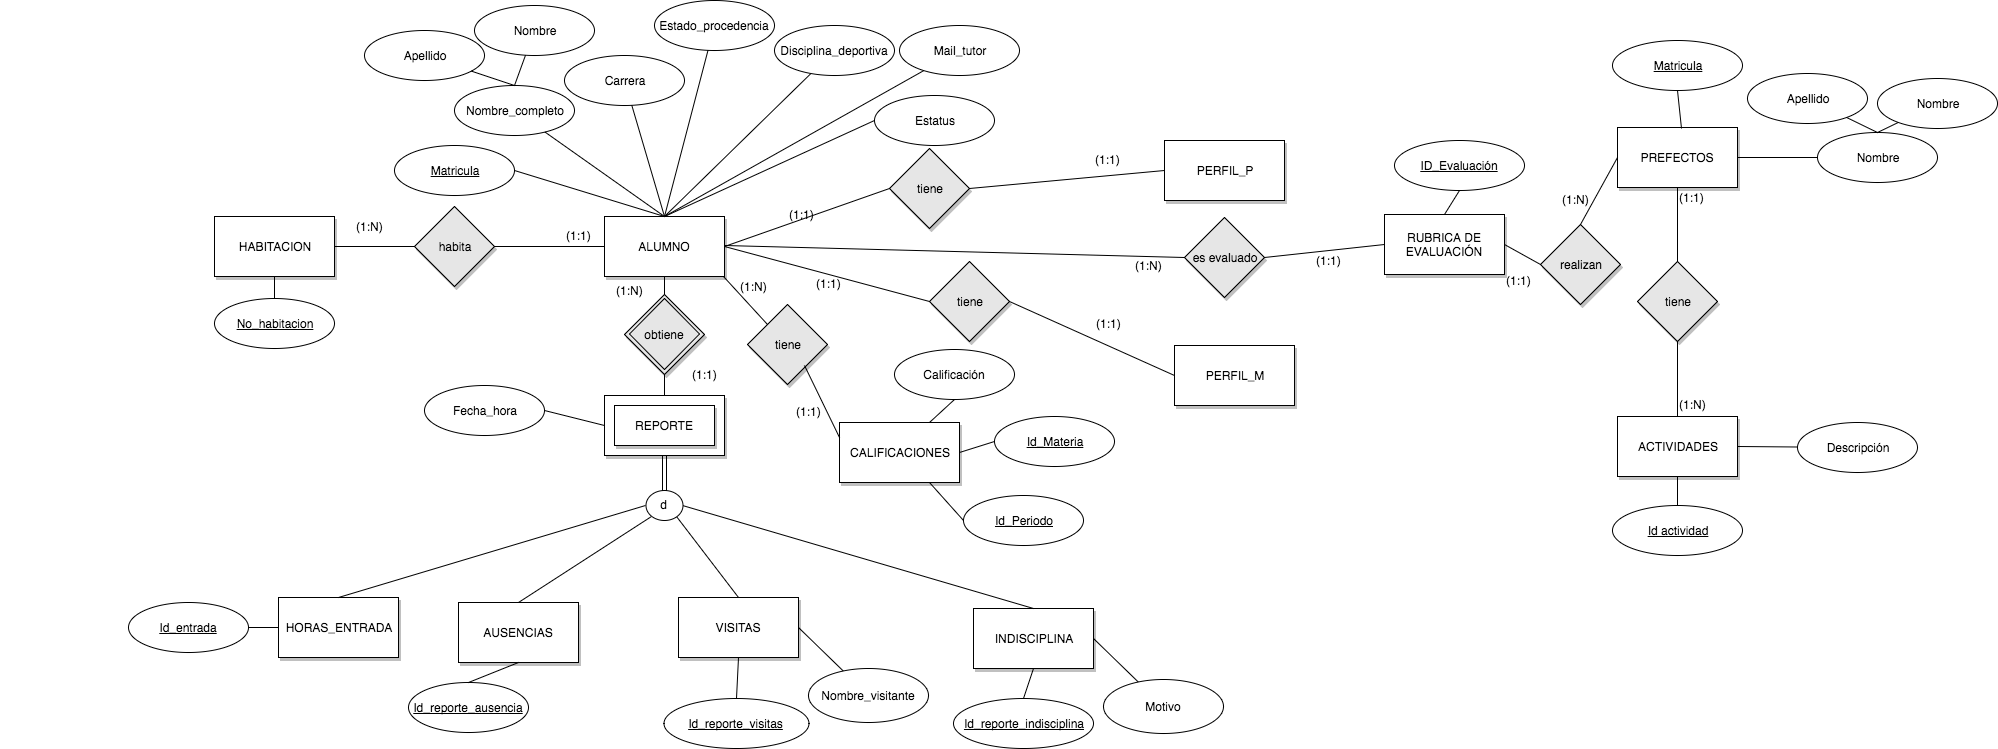 Estado_procedencia
Nombre
Apellido
Disciplina_deportiva
Mail_tutor
Carrera
Nombre_completo
Estatus
Matricula
Matricula
Apellido
Nombre
PREFECTOS
Nombre
(1:1)
PERFIL_P
ID_Evaluación
tiene
(1:1)
(1:N)
(1:1)
HABITACION
(1:N)
habita
(1:1)
ALUMNO
RUBRICA DE
EVALUACIÓN
es evaluado
(1:N)
(1:1)
realizan
(1:1)
(1:N)
(1:N)
(1:1)
tiene
tiene
No_habitacion
obtiene
tiene
(1:1)
(1:1)
Calificación
PERFIL_M
Fecha_hora
REPORTE
(1:1)
(1:N)
Id_Materia
CALIFICACIONES
ACTIVIDADES
Descripción
d
Id_Periodo
Id actividad
Id_entrada
HORAS_ENTRADA
AUSENCIAS
VISITAS
INDISCIPLINA
Nombre_visitante
Id_reporte_ausencia
Motivo
Id_reporte_visitas
Id_reporte_indisciplina